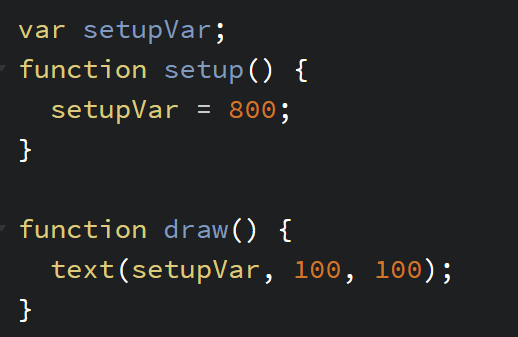 var setupVar;
function setup() {
  setupVar = 800;
}

function draw() {
  text(setupVar, 100, 100);
}